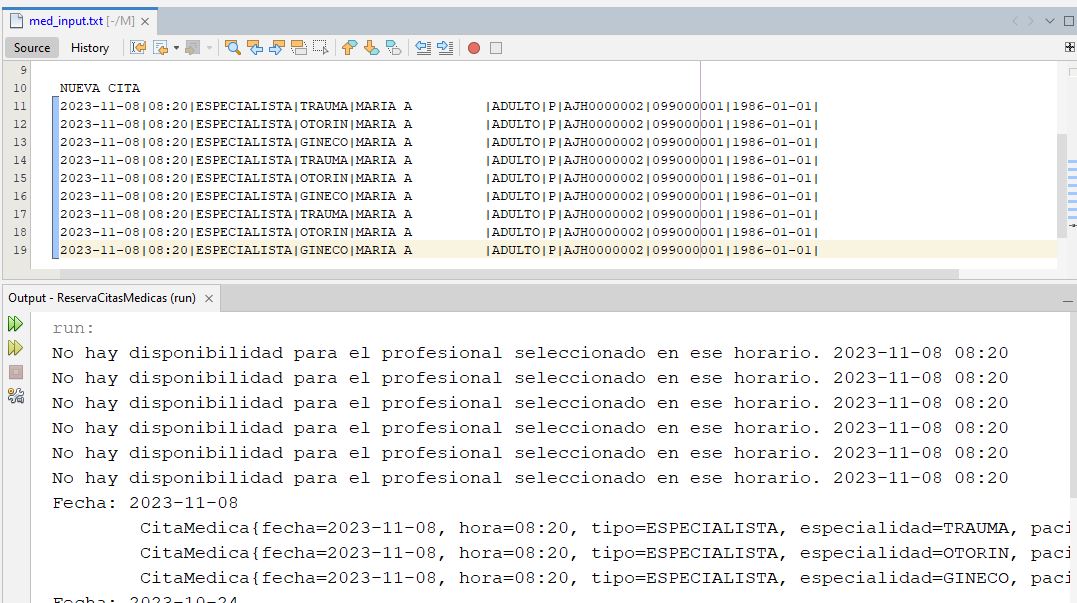 med_input.txt [-/M]
Source History
9
10 NUEVA CITA
11 2023-11-08|08:20|ESPECIALISTA|TRAUMA|MARIA A         |ADULTO|P|AJH0000002|099000001|1986-01-01|
12 2023-11-08|08:20|ESPECIALISTA|OTORIN|MARIA A         |ADULTO|P|AJH0000002|099000001|1986-01-01|
13 2023-11-08|08:20|ESPECIALISTA|GINECO|MARIA A         |ADULTO|P|AJH0000002|099000001|1986-01-01|
14 2023-11-08|08:20|ESPECIALISTA|TRAUMA|MARIA A         |ADULTO|P|AJH0000002|099000001|1986-01-01|
15 2023-11-08|08:20|ESPECIALISTA|OTORIN|MARIA A         |ADULTO|P|AJH0000002|099000001|1986-01-01|
16 2023-11-08|08:20|ESPECIALISTA|GINECO|MARIA A         |ADULTO|P|AJH0000002|099000001|1986-01-01|
17 2023-11-08|08:20|ESPECIALISTA|TRAUMA|MARIA A         |ADULTO|P|AJH0000002|099000001|1986-01-01|
18 2023-11-08|08:20|ESPECIALISTA|OTORIN|MARIA A         |ADULTO|P|AJH0000002|099000001|1986-01-01|
19 2023-11-08|08:20|ESPECIALISTA|GINECO|MARIA A         |ADULTO|P|AJH0000002|099000001|1986-01-01|
Output - ReservaCitasMedicas (run)
run:
No hay disponibilidad para el profesional seleccionado en ese horario. 2023-11-08 08:20
No hay disponibilidad para el profesional seleccionado en ese horario. 2023-11-08 08:20
No hay disponibilidad para el profesional seleccionado en ese horario. 2023-11-08 08:20
No hay disponibilidad para el profesional seleccionado en ese horario. 2023-11-08 08:20
No hay disponibilidad para el profesional seleccionado en ese horario. 2023-11-08 08:20
No hay disponibilidad para el profesional seleccionado en ese horario. 2023-11-08 08:20
Fecha: 2023-11-08
CitaMedica{fecha=2023-11-08, hora=08:20, tipo=ESPECIALISTA, especialidad=TRAUMA, paci
CitaMedica{fecha=2023-11-08, hora=08:20, tipo=ESPECIALISTA, especialidad=OTORIN, paci
CitaMedica{fecha=2023-11-08, hora=08:20, tipo=ESPECIALISTA, especialidad=GINECO, paci
Fecha: 2023-10-24